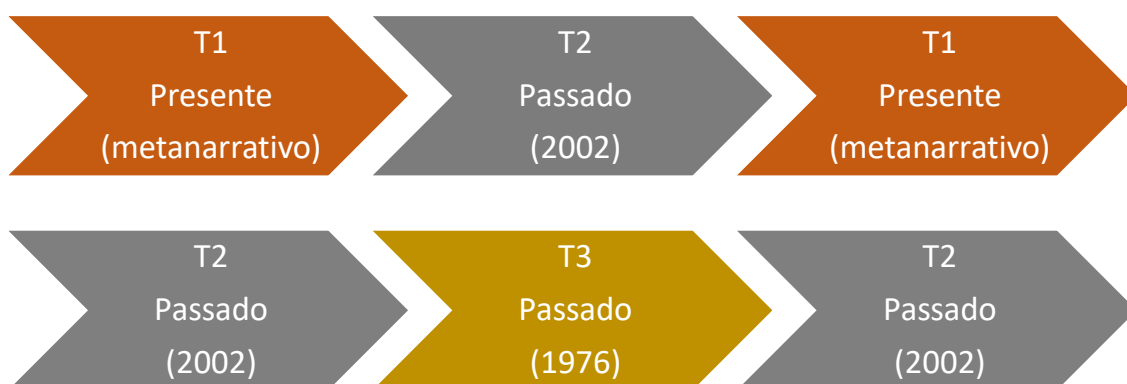 T1
Presente
(metanarrativo)
T2
Passado
(2002)
T1
Presente
(metanarrativo)
T2
Passado
(2002)
T3
Passado
(1976)
T2
Passado
(2002)